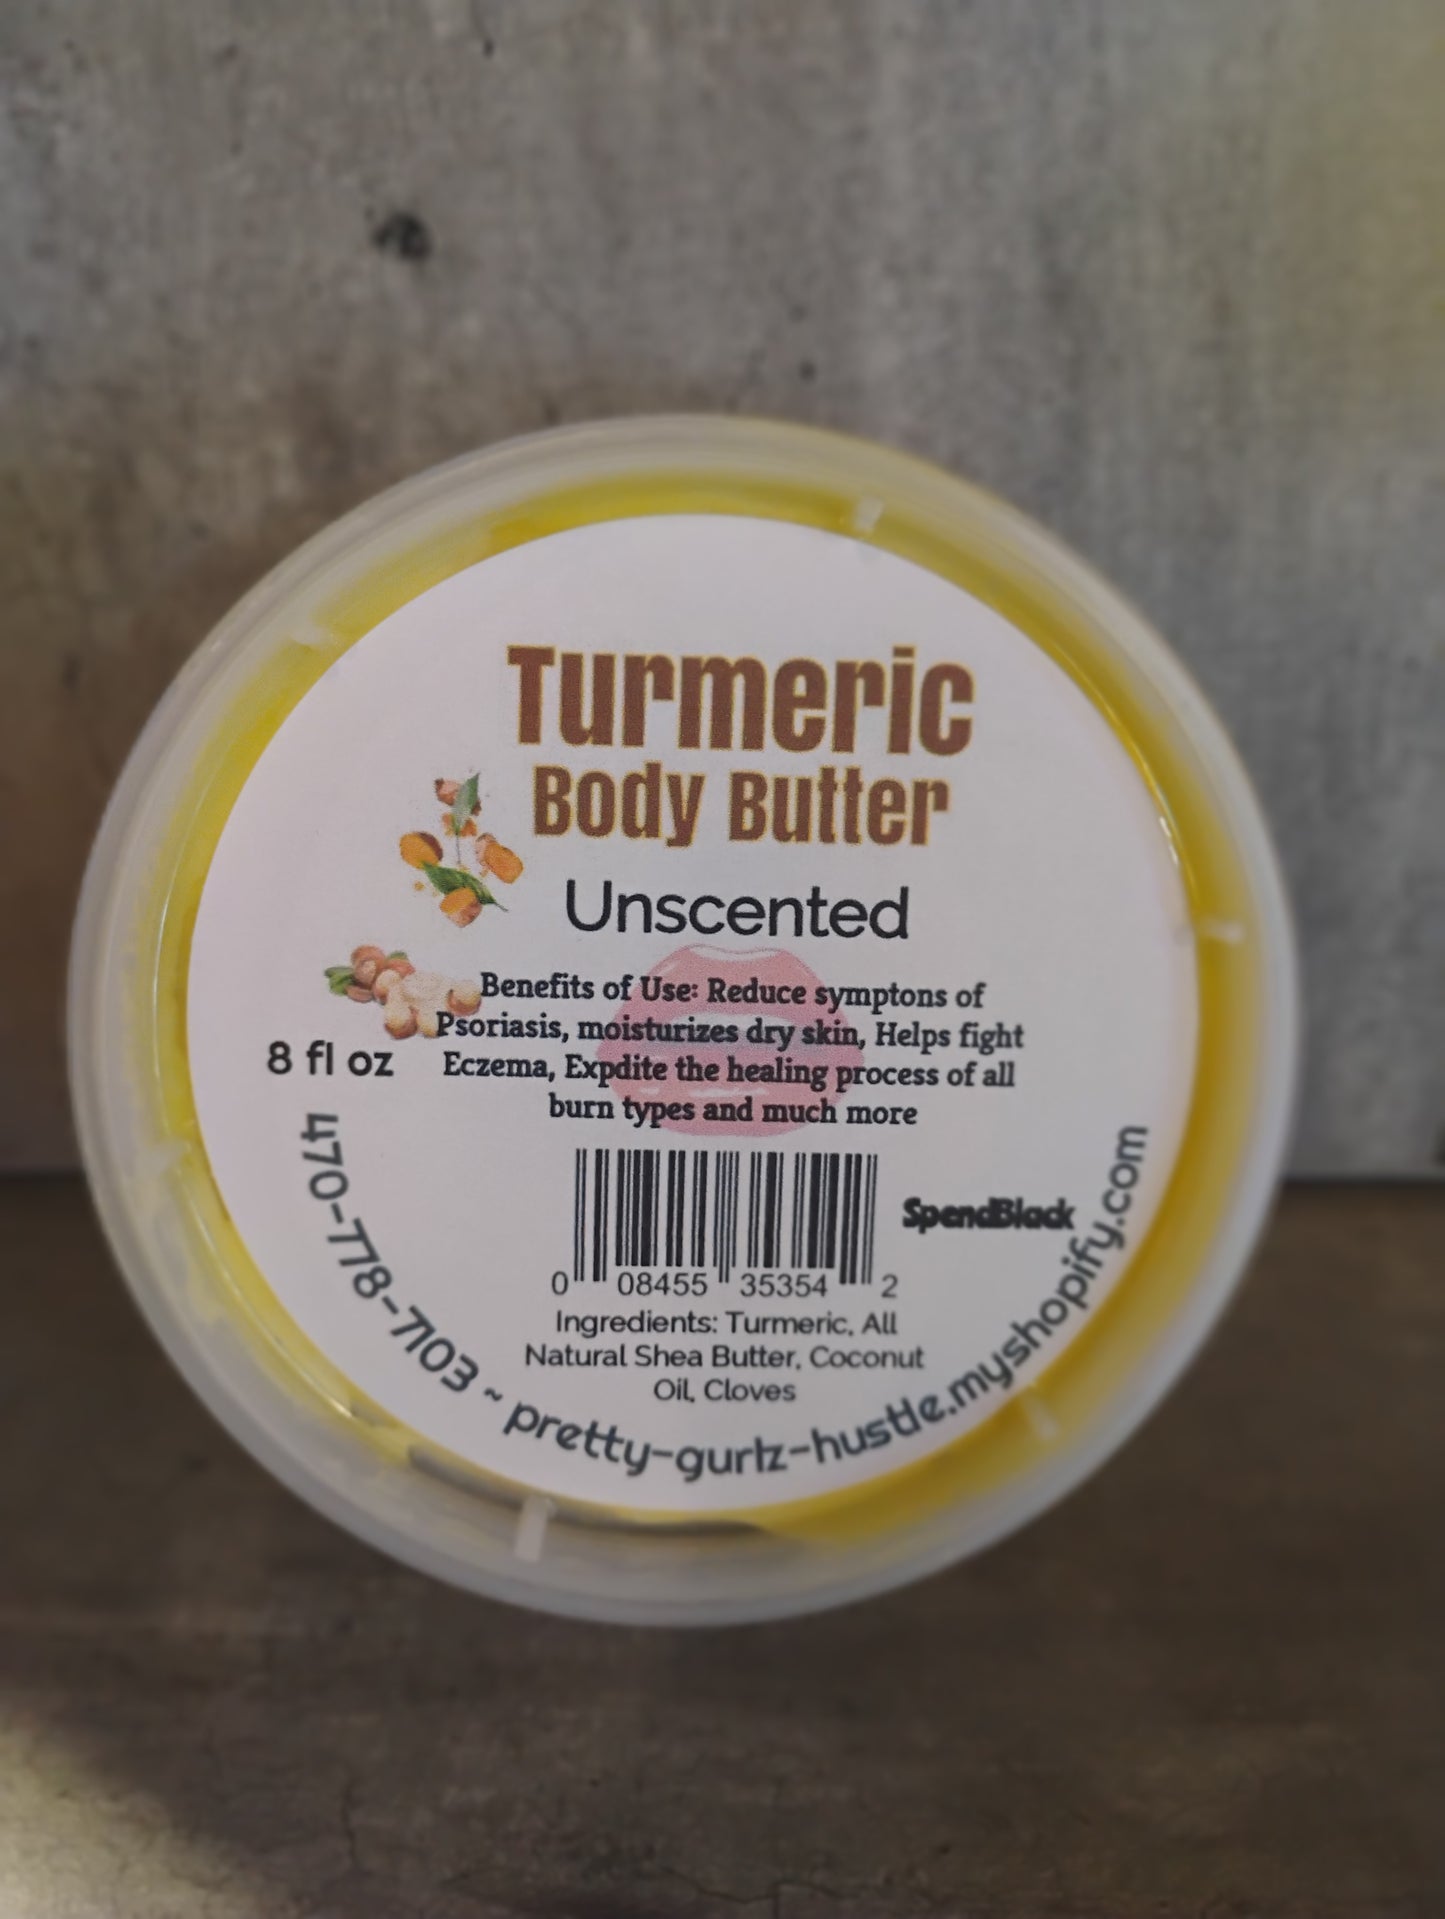 Turmeric
Body Butter
Unscented
Benefits of Use: Reduce symptons of
Psoriasis, moisturizes dry skin, Helps fight
Eczema, Expdite the healing process of all
burn types and much more
8 fl oz
SpendBlack
0 08455 35354 2
Ingredients: Turmeric, All
Natural Shea Butter, Coconut
Oil, Cloves
470-778-7103 ~ pretty-gurlz-hustle.myshopify.com